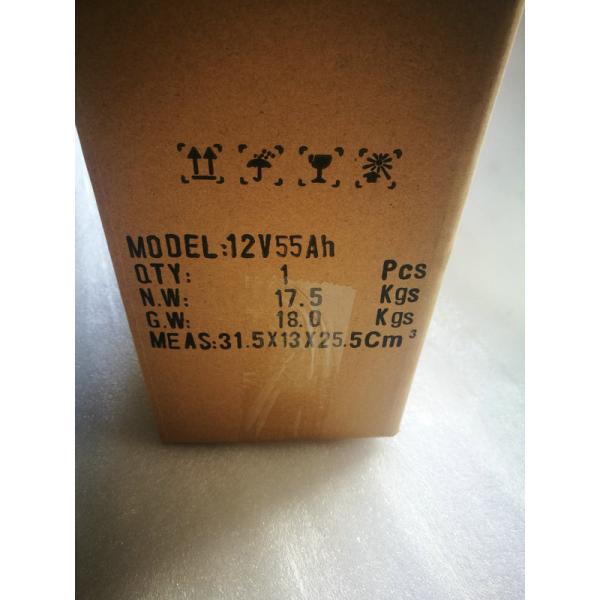 MODEL:12V55Ah
QTY: 1 Pcs
N.W: 17.5 Kgs
G.W: 18.0 Kgs
MEAS:31.5X13X25.5Cm³